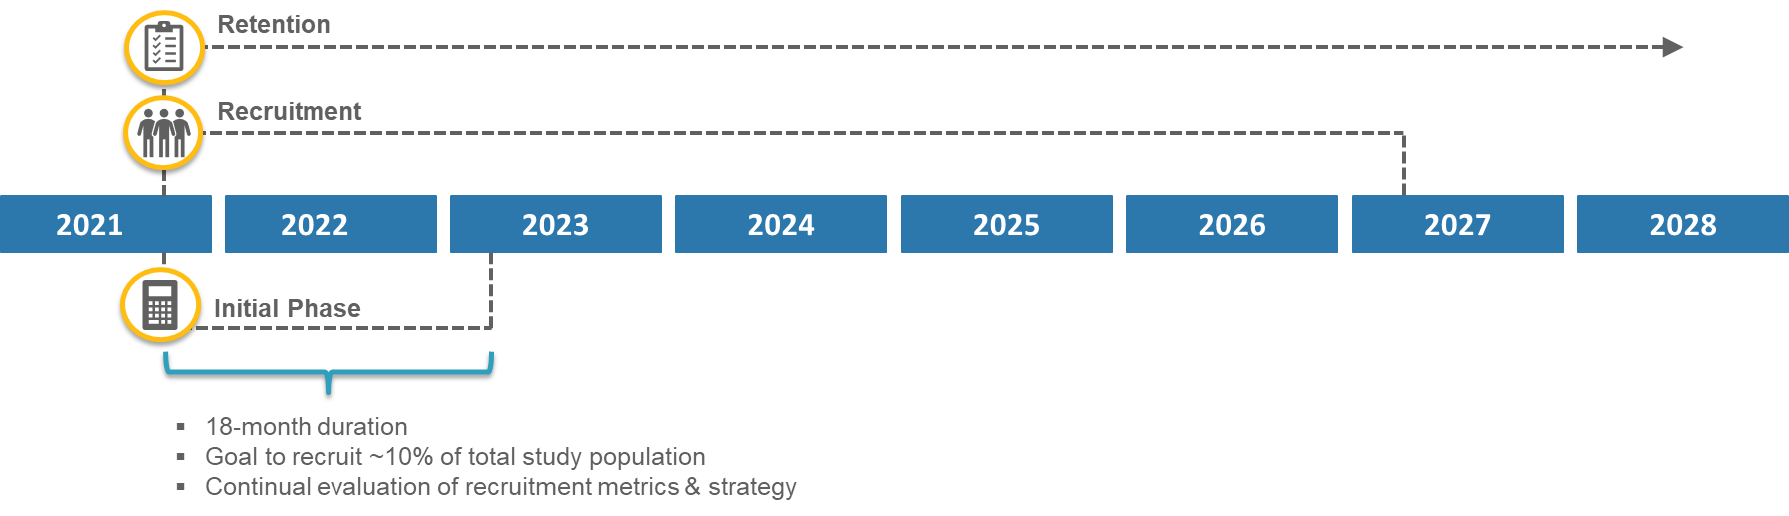 Retention
Recruitment
2021 2022 2023 2024 2025 2026 2027 2028
Initial Phase
▪ 18-month duration
▪ Goal to recruit ~10% of total study population
▪ Continual evaluation of recruitment metrics & strategy